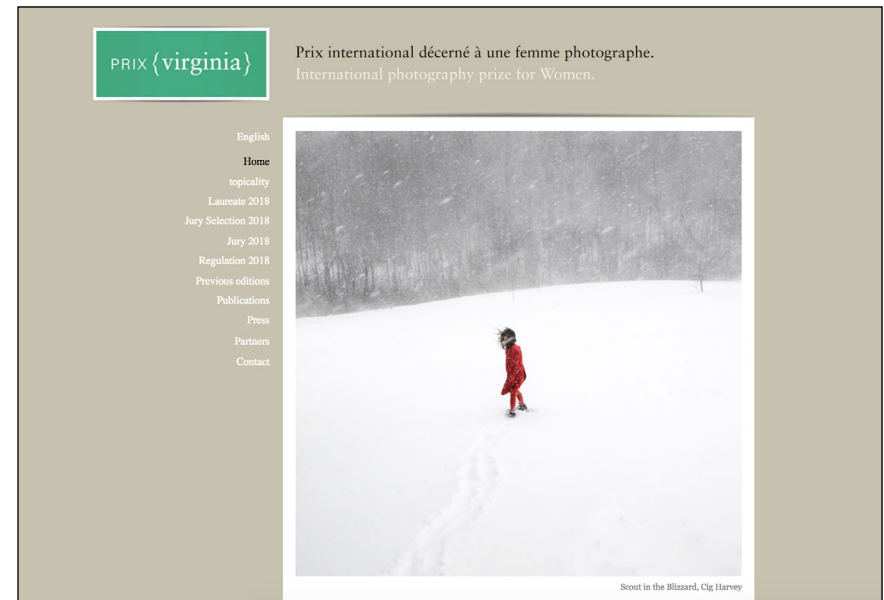 PRIX {virginia}
Prix international décerné à une femme photographe.
International photography prize for Women.
English
Home
topicality
Laureate 2018
Jury Selection 2018
Jury 2018
Regulation 2018
Previous editions
Publications
Press
Partners
Contact
Scout in the Blizzard, Cig Harvey